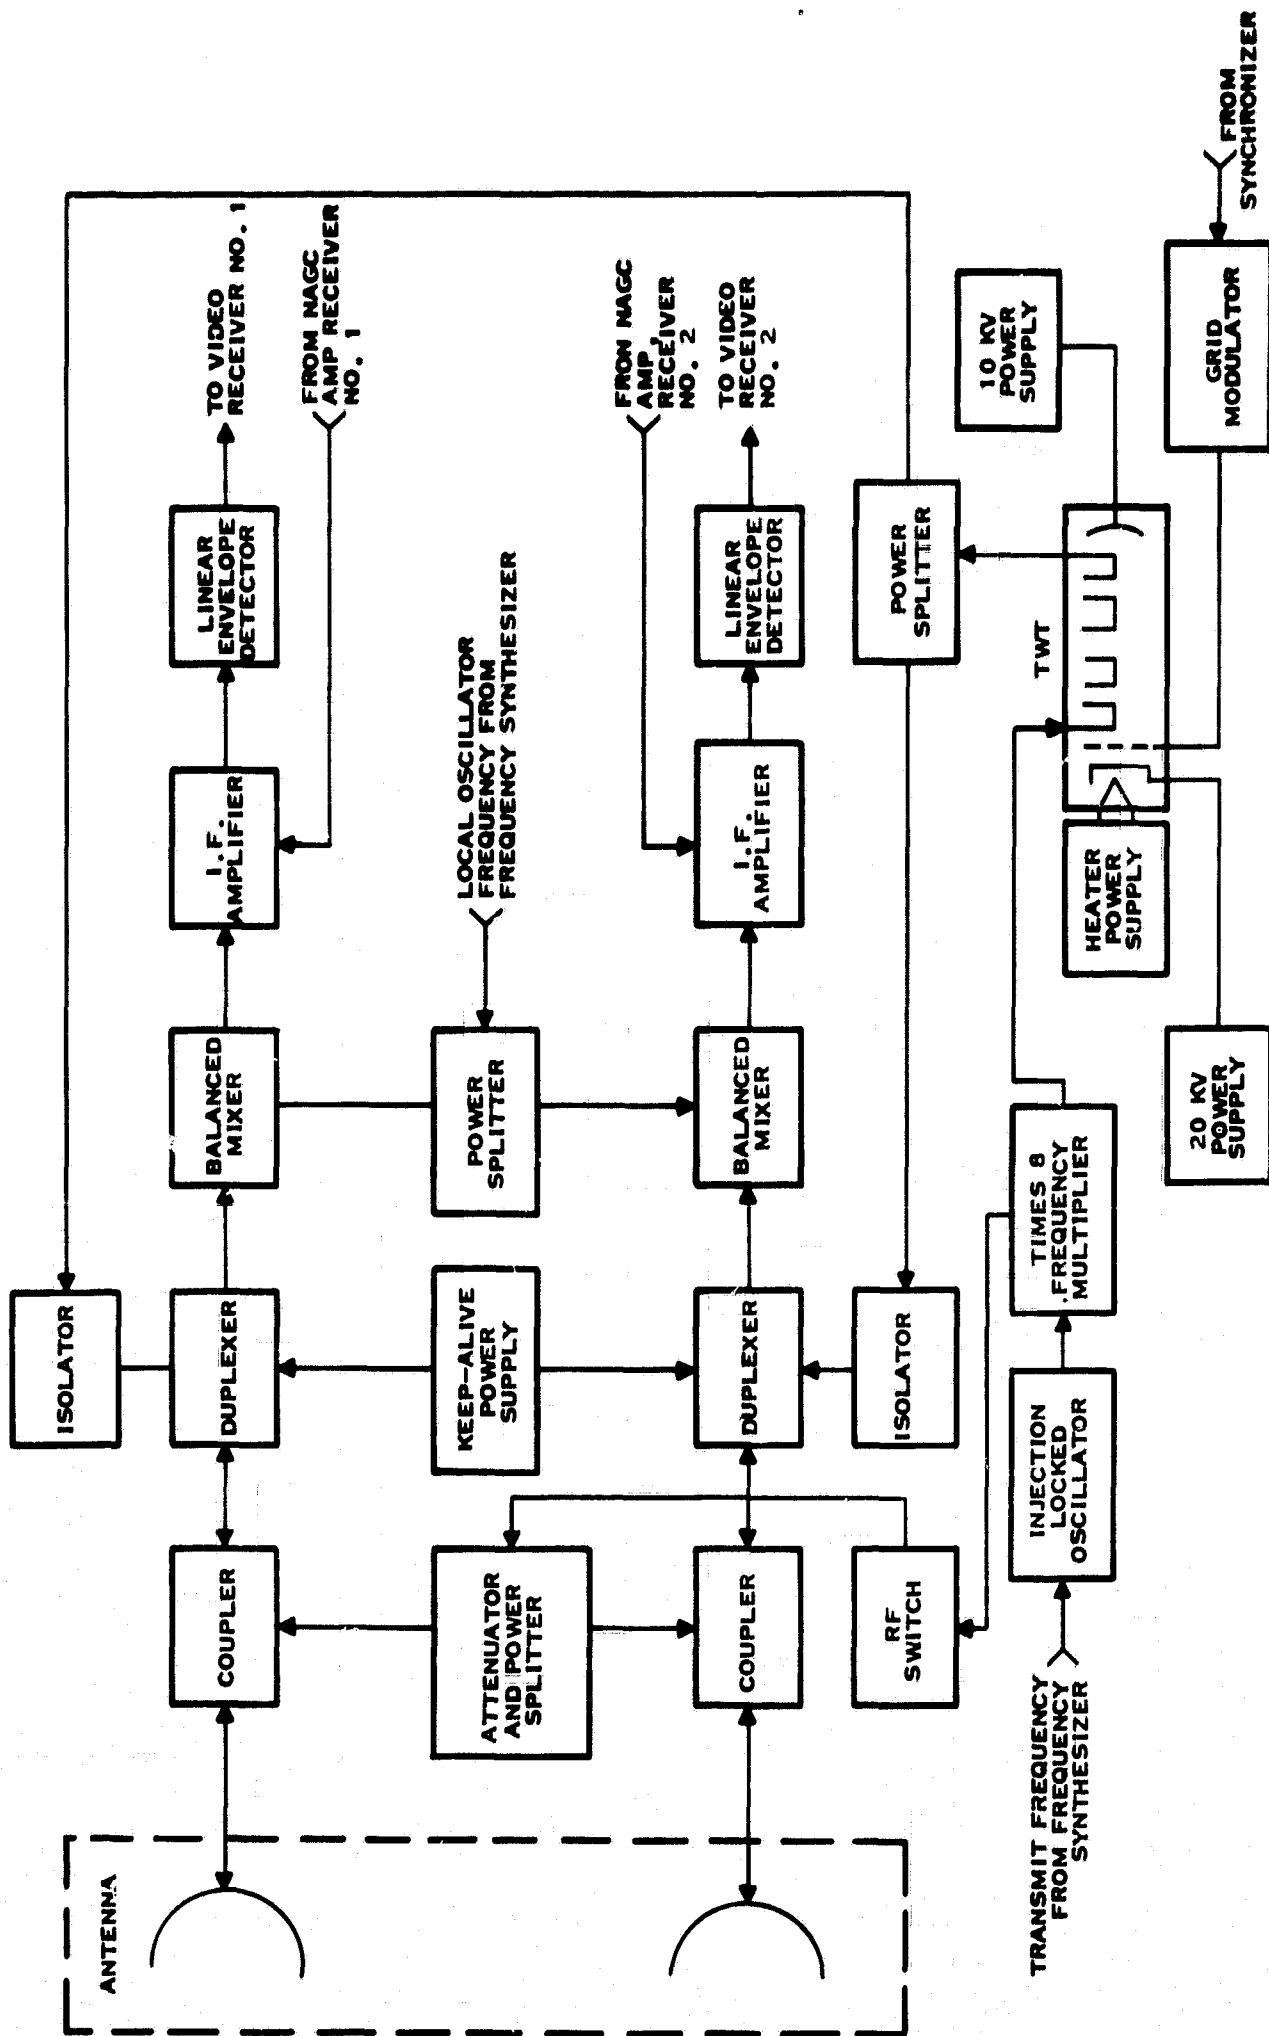 ANTENNA
ISOLATOR
COUPLER
DUPLEXER
BALANCED
MIXER
I.F.
AMPLIFIER
LINEAR
ENVELOPE
DETECTOR
TO VIDEO
RECEIVER NO. 1
FROM NAGC
AMP RECEIVER
NO. 1
ATTENUATOR
AND POWER
SPLITTER
KEEP-ALIVE
POWER
SUPPLY
POWER
SPLITTER
LOCAL OSCILLATOR
FREQUENCY FROM
FREQUENCY SYNTHESIZER
FRON NAGC
AMP,
RECEIVER
NO. 2
COUPLER
DUPLEXER
BALANCED
MIXER
I.F.
AMPLIFIER
LINEAR
ENVELOPE
DETECTOR
TO VIDEO
RECEIVER
NO. 2
RF
SWITCH
ISOLATOR
POWER
SPLITTER
TRANSMIT FREQUENCY
FROM FREQUENCY
SYNTHESIZER
INJECTION
LOCKED
OSCILLATOR
TIMES 8
FREQUENCY
MULTIPLIER
TWT
10 KV
POWER
SUPPLY
HEATER
POWER
SUPPLY
20 KV
POWER
SUPPLY
GRID
MODULATOR
FROM
SYNCHRONIZER